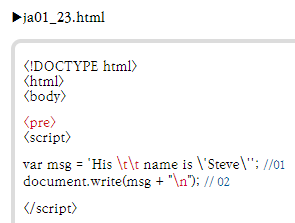 ▶ja01_23.html
<!DOCTYPE html>
<html>
<body>
<pre>
<script>
var msg = 'His \t\t name is \'Steve\''; //01
document.write(msg + "\n"); // 02
</script>